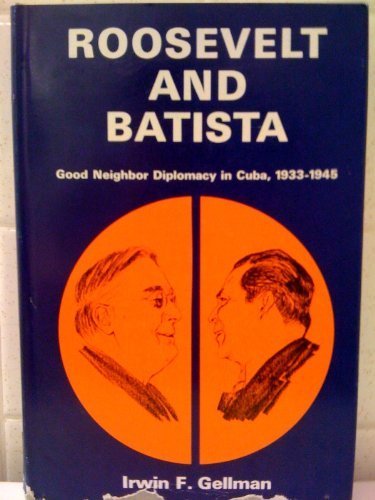 ROOSEVELT
AND
BATISTA
Good Neighbor Diplomacy in Cuba, 1933-1945
Irwin F. Gellman